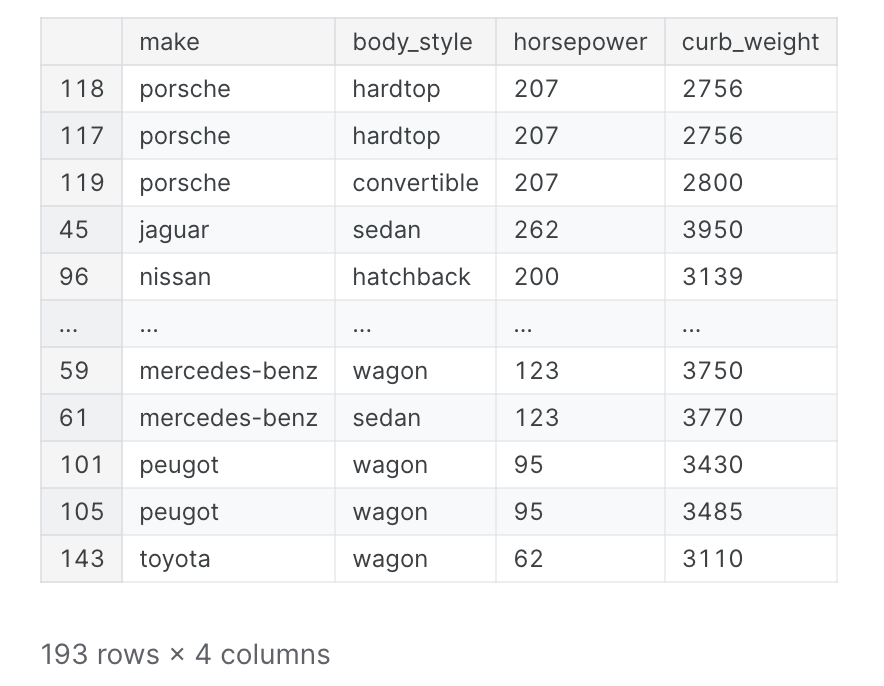 make body_style horsepower curb_weight
118 porsche hardtop 207 2756
117 porsche hardtop 207 2756
119 porsche convertible 207 2800
45 jaguar sedan 262 3950
96 nissan hatchback 200 3139
... ... ... ... ...
59 mercedes-benz wagon 123 3750
61 mercedes-benz sedan 123 3770
101 peugot wagon 95 3430
105 peugot wagon 95 3485
143 toyota wagon 62 3110
193 rows × 4 columns